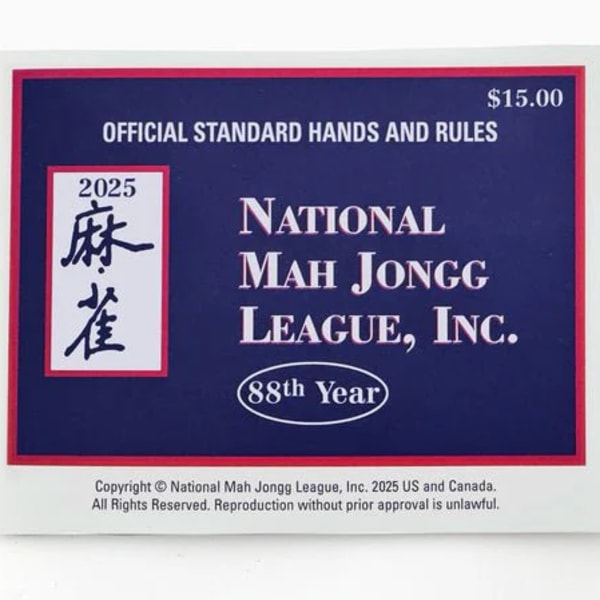 $15.00
OFFICIAL STANDARD HANDS AND RULES
2025
麻
雀
NATIONAL
MAH JONGG
LEAGUE, INC.
88th Year
Copyright © National Mah Jongg League, Inc. 2025 US and Canada.
All Rights Reserved. Reproduction without prior approval is unlawful.